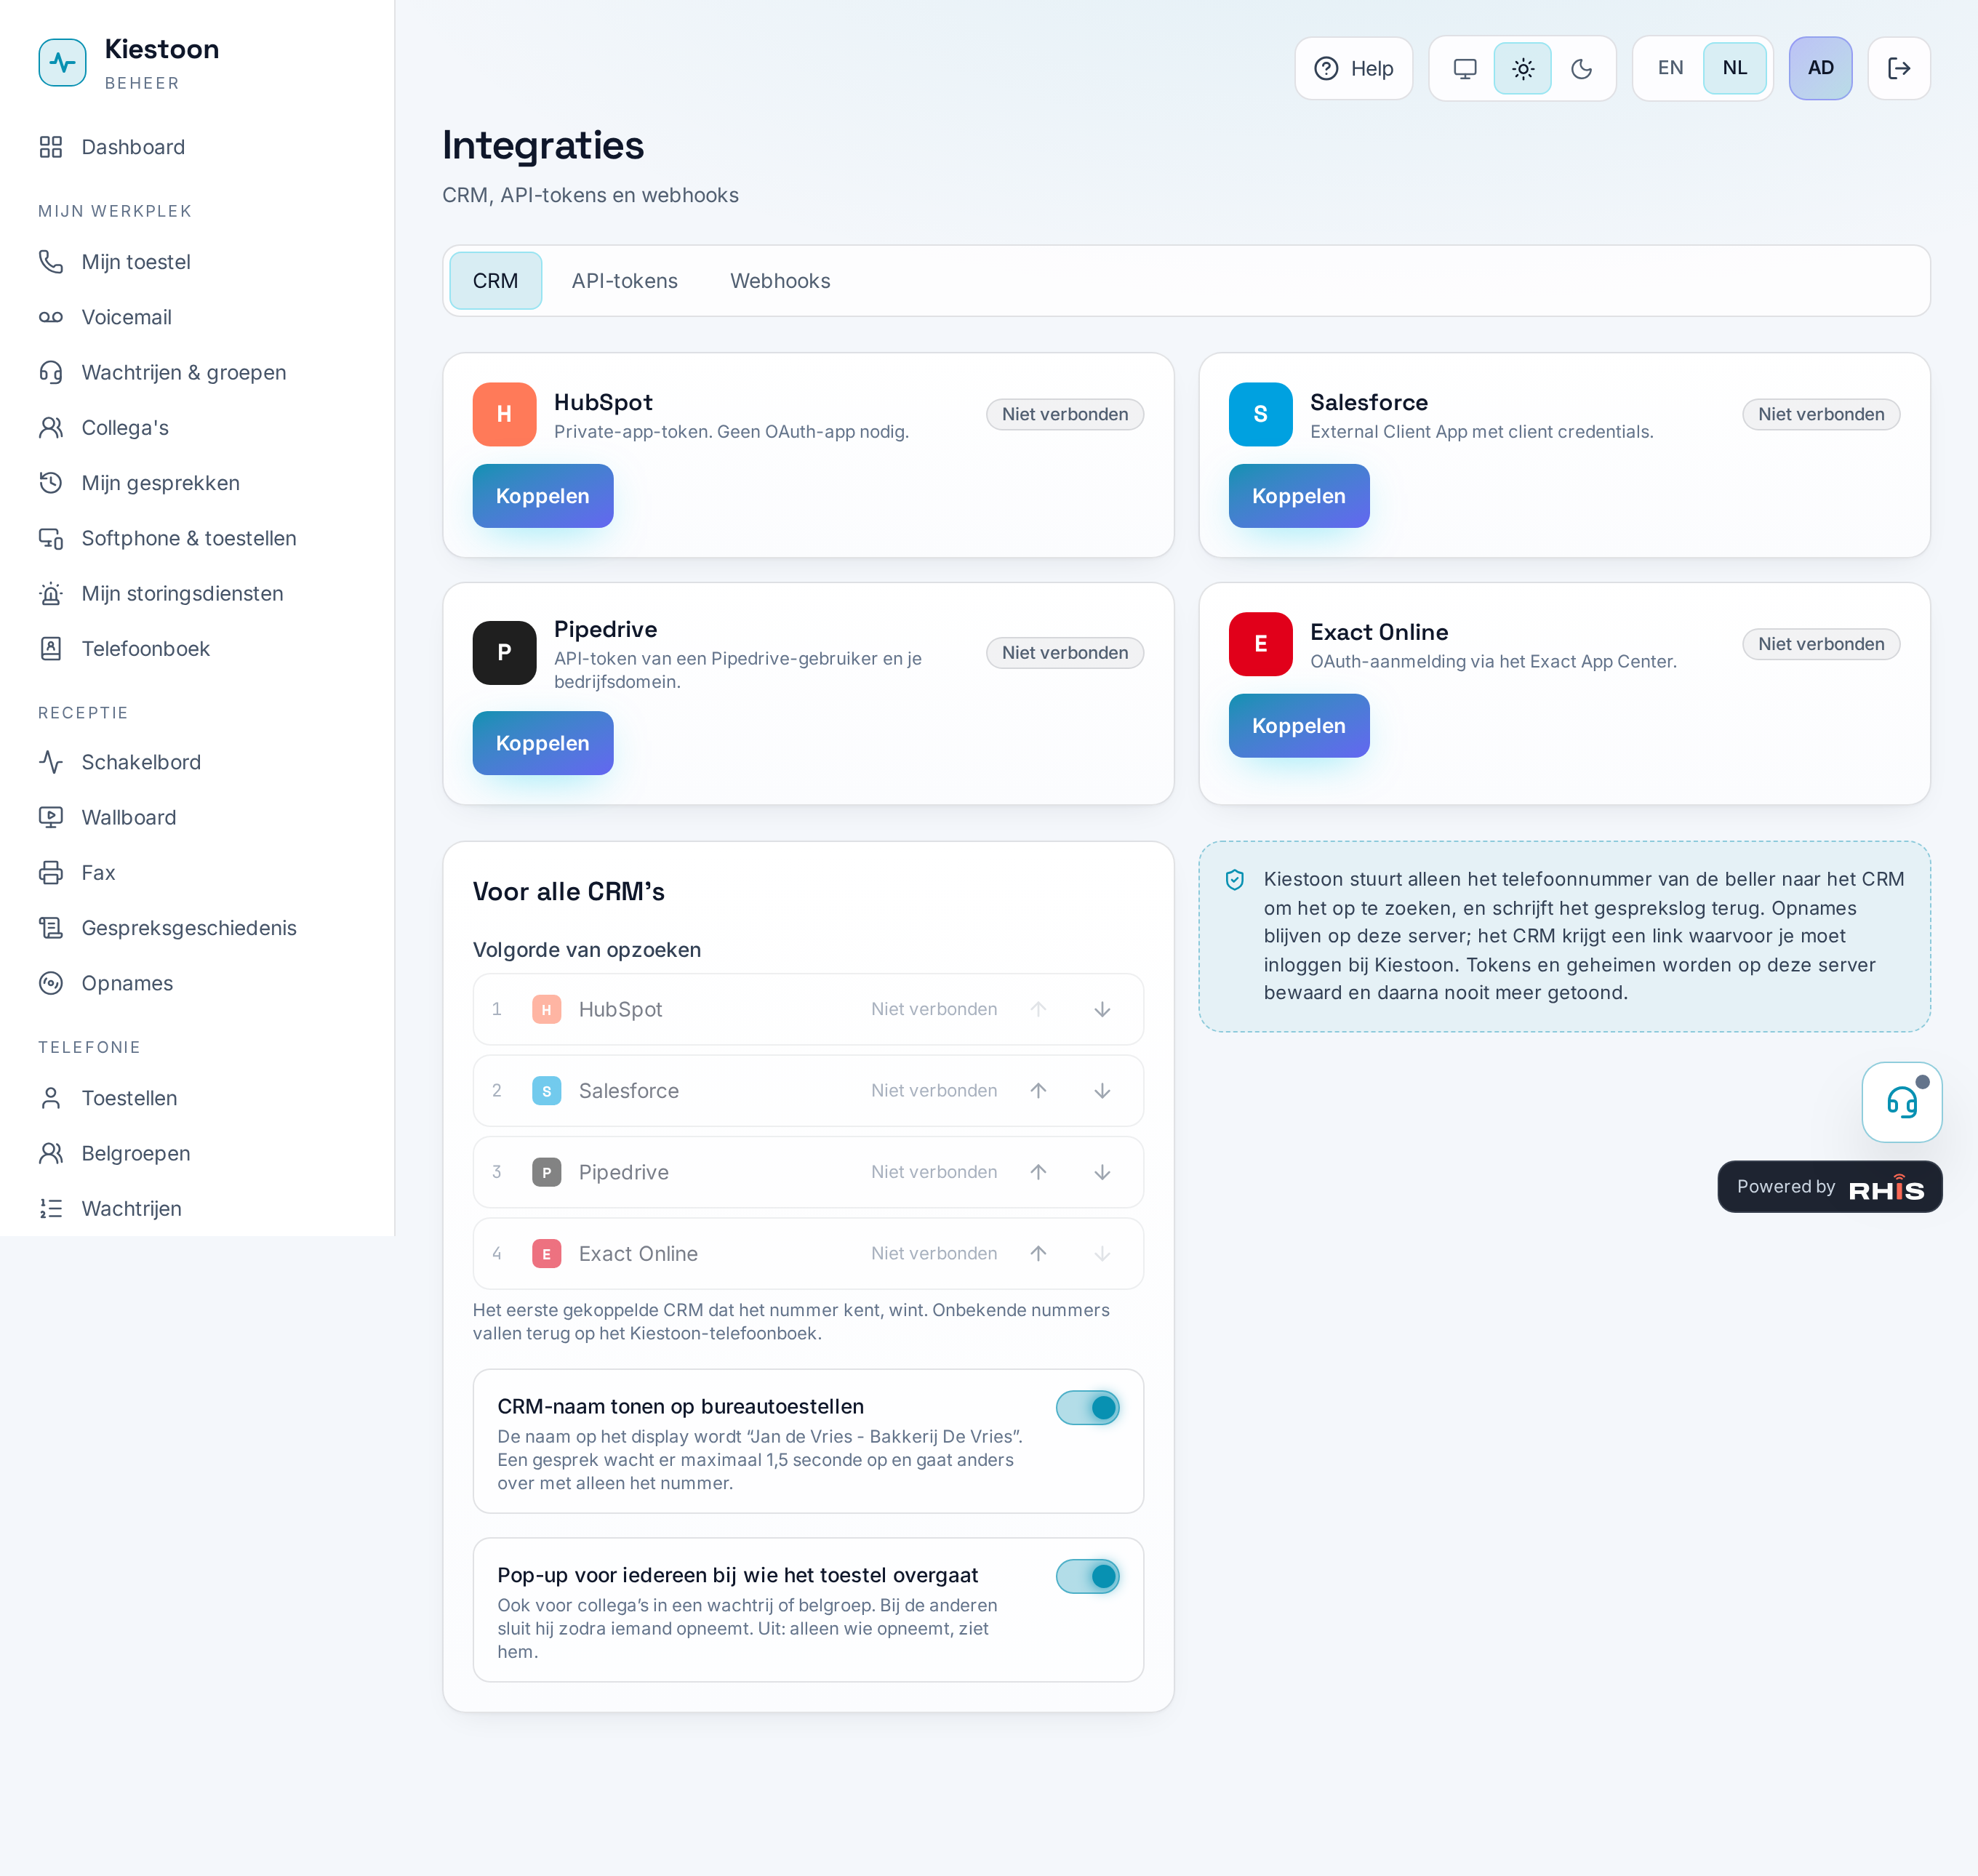 Kiestoon
BEHEER
Dashboard
MIJN WERKPLEK
Mijn toestel
Voicemail
Wachtrijen & groepen
Collega's
Mijn gesprekken
Softphone & toestellen
Mijn storingsdiensten
Telefoonboek
RECEPTIE
Schakelbord
Wallboard
Fax
Gespreksgeschiedenis
Opnames
TELEFONIE
Toestellen
Belgroepen
Wachtrijen
Help
EN
NL
AD
Integraties
CRM, API-tokens en webhooks
CRM
API-tokens
Webhooks
H
HubSpot
Private-app-token. Geen OAuth-app nodig.
Niet verbonden
Koppelen
S
Salesforce
External Client App met client credentials.
Niet verbonden
Koppelen
P
Pipedrive
API-token van een Pipedrive-gebruiker en je
bedrijfsdomein.
Niet verbonden
Koppelen
E
Exact Online
OAuth-aanmelding via het Exact App Center.
Niet verbonden
Koppelen
Voor alle CRM's
Volgorde van opzoeken
1 H HubSpot Niet verbonden
2 S Salesforce Niet verbonden
3 P Pipedrive Niet verbonden
4 E Exact Online Niet verbonden
Het eerste gekoppelde CRM dat het nummer kent, wint. Onbekende nummers
vallen terug op het Kiestoon-telefoonboek.
CRM-naam tonen op bureautoestellen
De naam op het display wordt “Jan de Vries - Bakkerij De Vries”.
Een gesprek wacht er maximaal 1,5 seconde op en gaat anders
over met alleen het nummer.
Pop-up voor iedereen bij wie het toestel overgaat
Ook voor collega’s in een wachtrij of belgroep. Bij de anderen
sluit hij zodra iemand opneemt. Uit: alleen wie opneemt, ziet
hem.
Kiestoon stuurt alleen het telefoonnummer van de beller naar het CRM
om het op te zoeken, en schrijft het gesprekslog terug. Opnames
blijven op deze server; het CRM krijgt een link waarvoor je moet
inloggen bij Kiestoon. Tokens en geheimen worden op deze server
bewaard en daarna nooit meer getoond.
Powered by RHIS